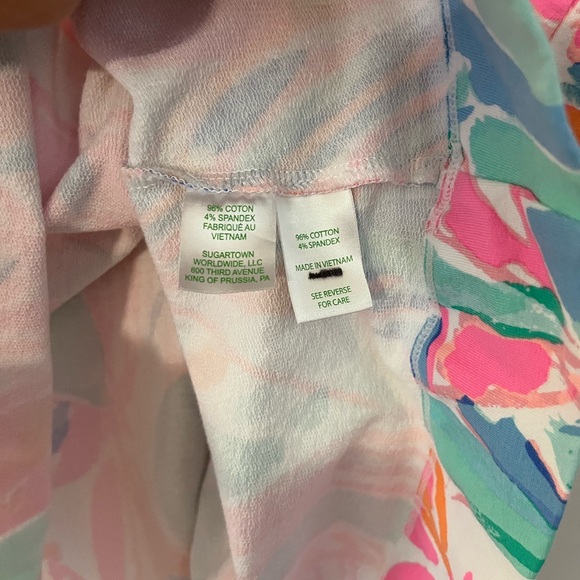 96% COTTON
4% SPANDEX
FABRIQUÉ AU
VIETNAM
SUGARTOWN
WORLDWIDE, LLC
600 THIRD AVENUE
KING OF PRUSSIA, PA
96% COTTON
4% SPANDEX
MADE IN VIETNAM
SEE REVERSE
FOR CARE